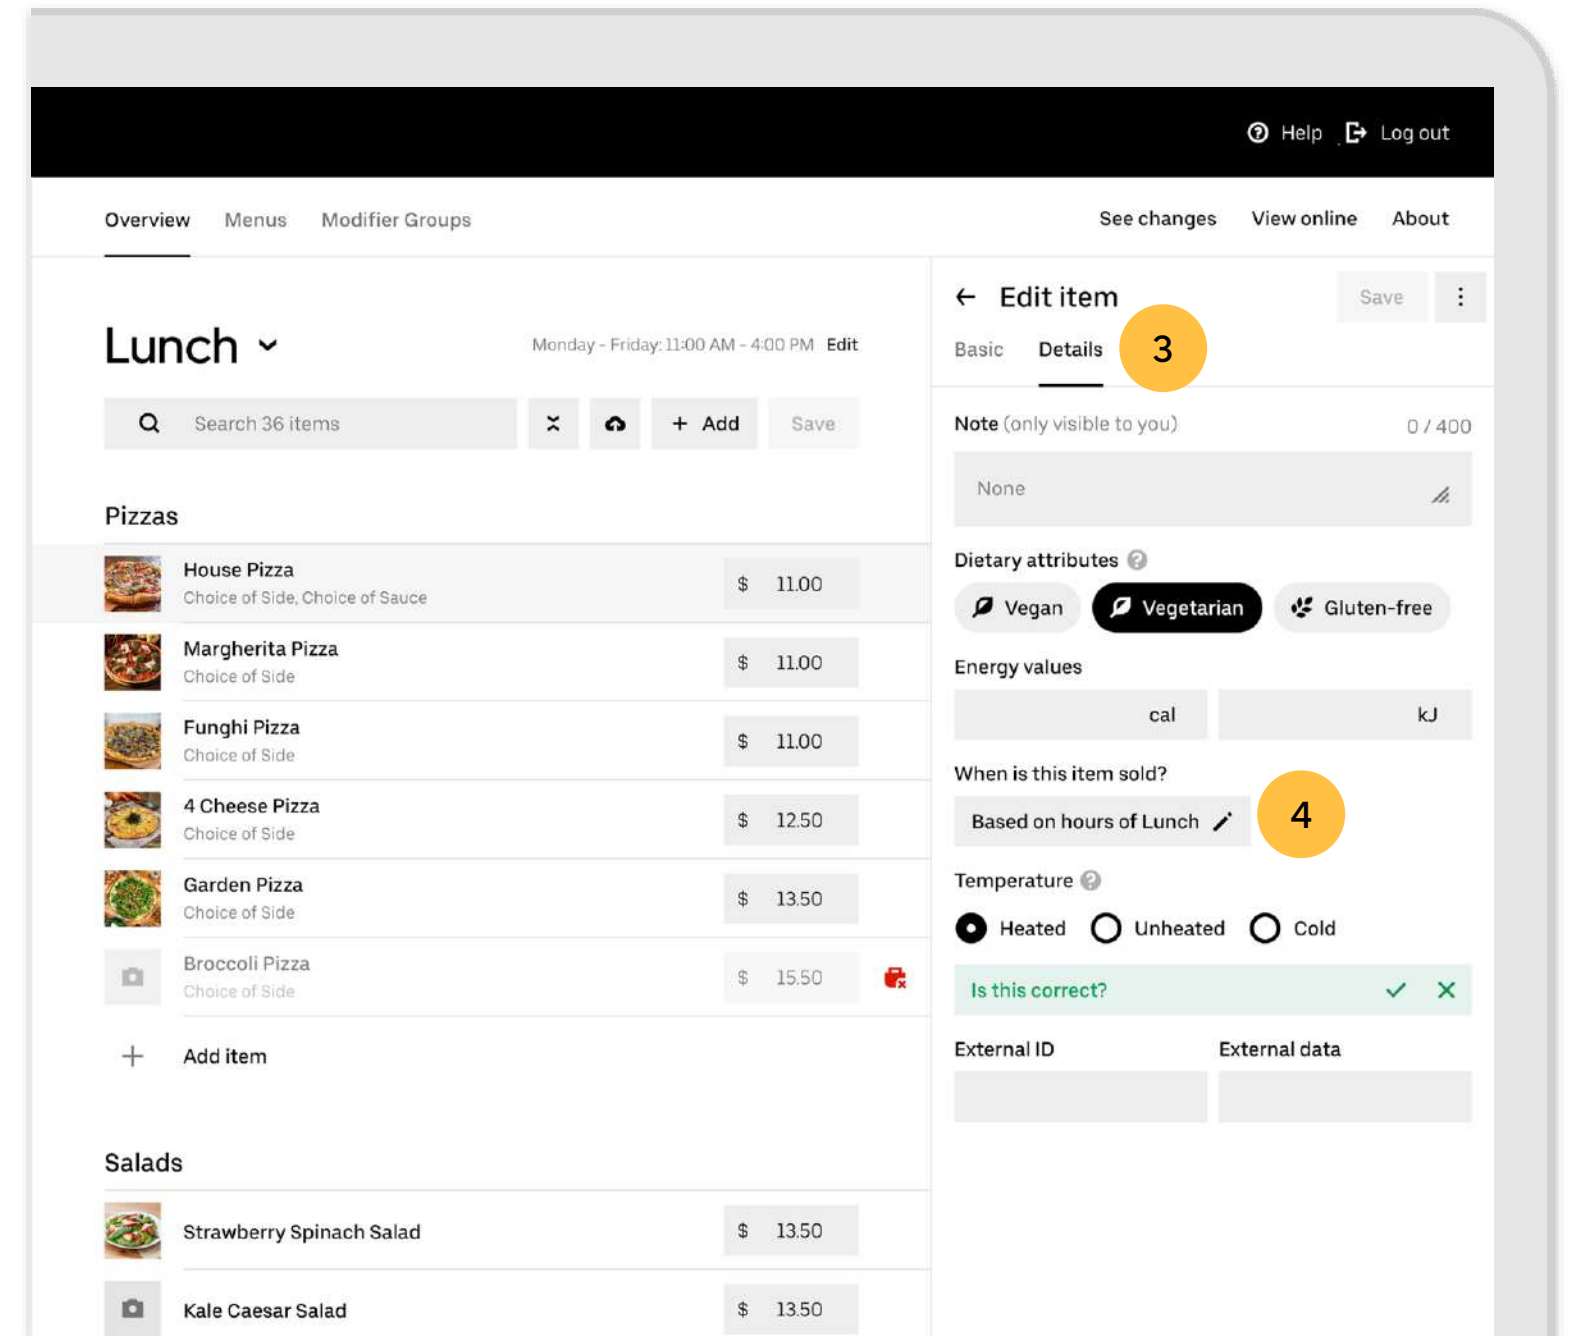 Help Log out
Overview Menus Modifier Groups See changes View online About
Lunch Monday - Friday: 11:00 AM - 4:00 PM Edit
Search 36 items + Add Save
Pizzas
House Pizza $ 11.00
Choice of Side, Choice of Sauce
Margherita Pizza $ 11.00
Choice of Side
Funghi Pizza $ 11.00
Choice of Side
4 Cheese Pizza $ 12.50
Choice of Side
Garden Pizza $ 13.50
Choice of Side
Broccoli Pizza $ 15.50
Choice of Side
+ Add item
Salads
Strawberry Spinach Salad $ 13.50
Kale Caesar Salad $ 13.50
Edit item Save
Basic Details 3
Note (only visible to you) 0 / 400
None
Dietary attributes ?
Vegan Vegetarian Gluten-free
Energy values
cal kJ
When is this item sold?
Based on hours of Lunch 4
Temperature ?
Heated Unheated Cold
Is this correct?
External ID External data